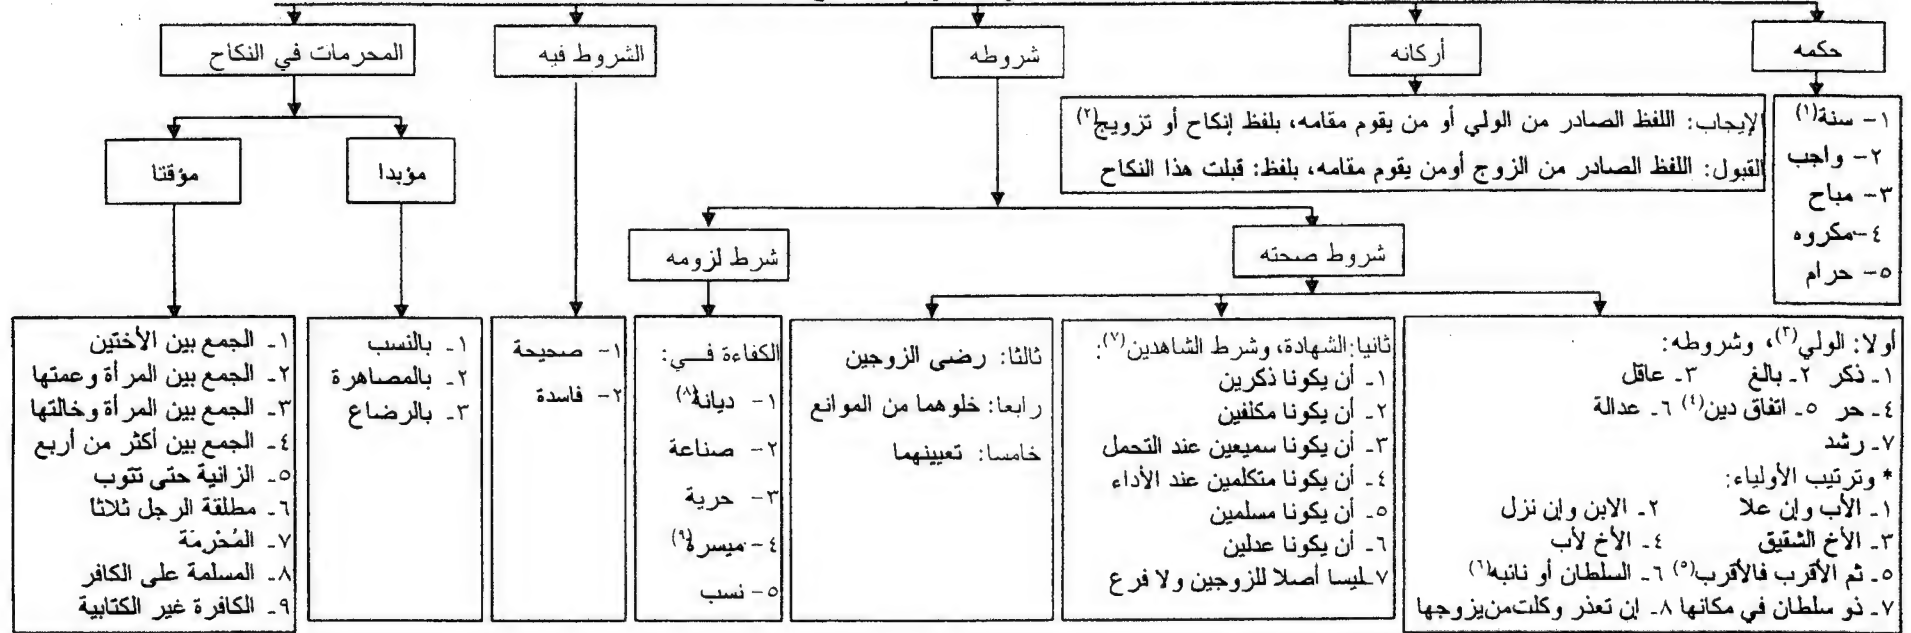 حكمه
أركانه
شروطه
الشروط فيه
المحرمات في النكاح
١- سنة(١)
٢- واجب
٣- مباح
٤- مكروه
٥- حرام
الإيجاب: اللفظ الصادر من الولي أو من يقوم مقامه، بلفظ إنكاح أو تزويج(٢)
القبول: اللفظ الصادر من الزوج أومن يقوم مقامه، بلفظ: قبلت هذا النكاح
مؤبدا
مؤقتا
شروط صحته
شرط لزومه
أولا: الولي(٣)، وشروطه:
١- ذكر ٢- بالغ ٣- عاقل
٤- حر ٥- اتفاق دين(٤) ٦- عدالة
٧- رشد
* وترتيب الأولياء:
١- الأب وإن علا ٢- الابن وإن نزل
٣- الأخ الشقيق ٤- الأخ لأب
٥- ثم الأقرب فالأقرب(٥) ٦- السلطان أو نائبه(٦)
٧- ذو سلطان في مكانها ٨- إن تعذر وكلت من يزوجها
ثانيا: الشهادة، وشرط الشاهدين(٧):
١- أن يكونا ذكرين
٢- أن يكونا مكلفين
٣- أن يكونا سميعين عند التحمل
٤- أن يكونا متكلمين عند الأداء
٥- أن يكونا مسلمين
٦- أن يكونا عدلين
٧- ليسا أصلا للزوجين ولا فرع
ثالثا: رضى الزوجين
رابعا: خلوهما من الموانع
خامسا: تعيينهما
الكفاءة فـــي:
١- ديانة(٨)
٢- صناعة
٣- حرية
٤- ميسرة(٩)
٥- نسب
١- صحيحة
٢- فاسدة
١- بالنسب
٢- بالمصاهرة
٣- بالرضاع
١- الجمع بين الأختين
٢- الجمع بين المرأة وعمتها
٣- الجمع بين المرأة وخالتها
٤- الجمع بين أكثر من أربع
٥- الزانية حتى تتوب
٦- مطلقة الرجل ثلاثا
٧- المُحْرِمَة
٨- المسلمة على الكافر
٩- الكافرة غير الكتابية